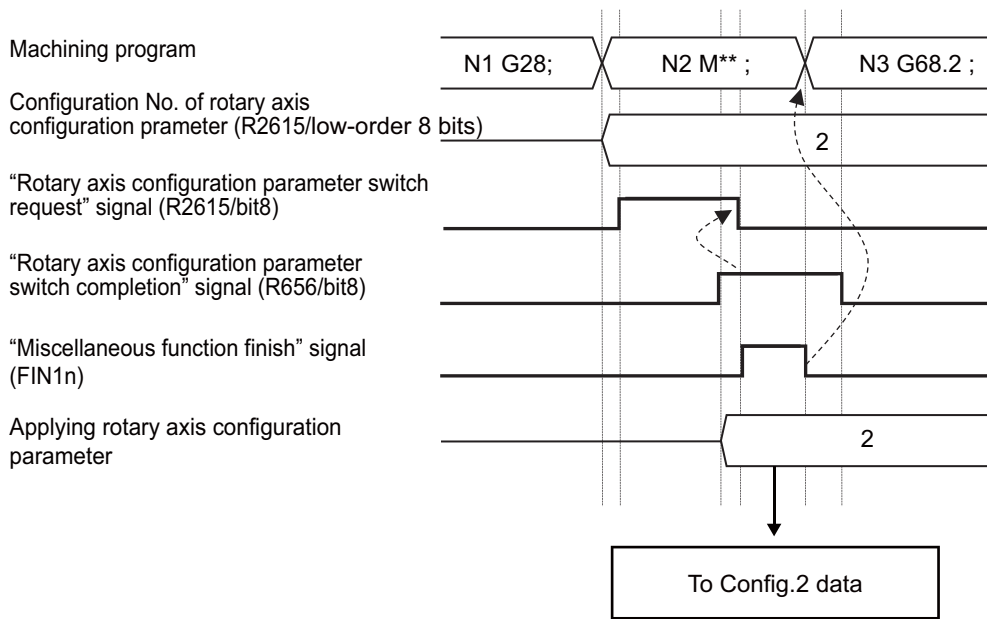 Machining program
N1 G28;
N2 M** ;
N3 G68.2 ;
Configuration No. of rotary axis
configuration prameter (R2615/low-order 8 bits)
2
“Rotary axis configuration parameter switch
request” signal (R2615/bit8)
“Rotary axis configuration parameter
switch completion” signal (R656/bit8)
“Miscellaneous function finish” signal
(FIN1n)
Applying rotary axis configuration
parameter
2
To Config.2 data